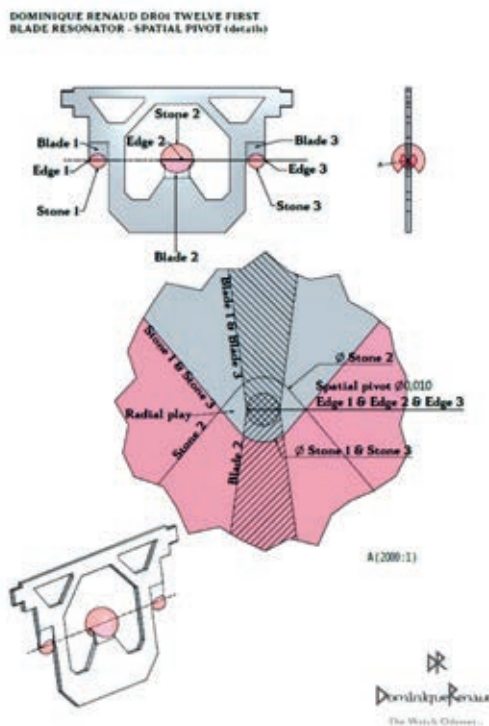 DOMINIQUE RENAUD DR01 TWELVE FIRST
BLADE RESONATOR - SPATIAL PIVOT (details)
Stone 2
Blade 1
Edge 2
Blade 3
Edge 1
Edge 3
Stone 1
Stone 3
Blade 2
A
Blade 1 & Blade 3
Stone 1 & Stone 3
Ø Stone 2
Spatial pivot Ø0,010
Edge 1 & Edge 2 & Edge 3
Radial play
Stone 2
Blade 2
Ø Stone 1 & Stone 3
A(2000:1)
DR
DominiqueRenaud
The Watch